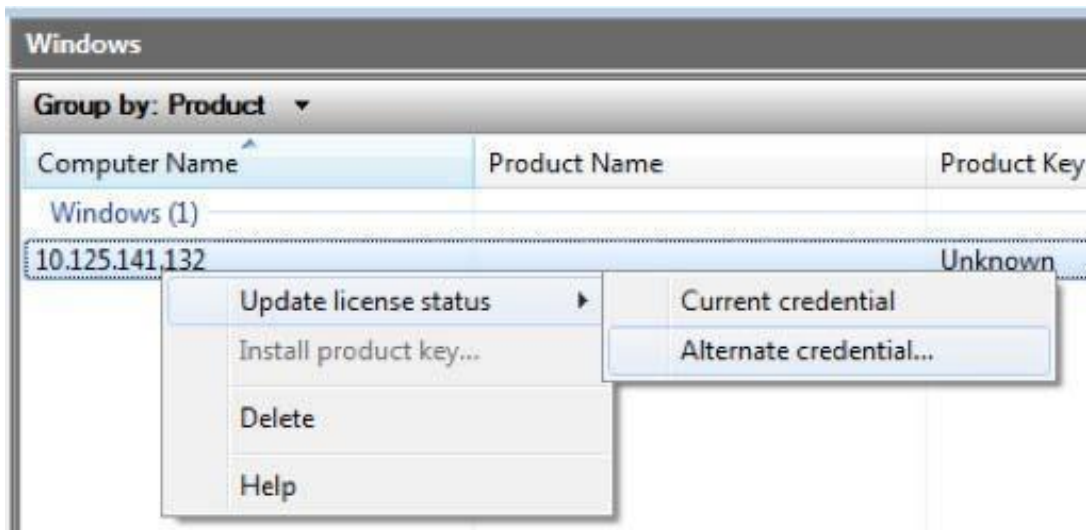 Windows
Group by: Product
Computer Name Product Name Product Key
Windows (1)
10.125.141.132 Unknown
Update license status Current credential
Install product key... Alternate credential...
Delete
Help